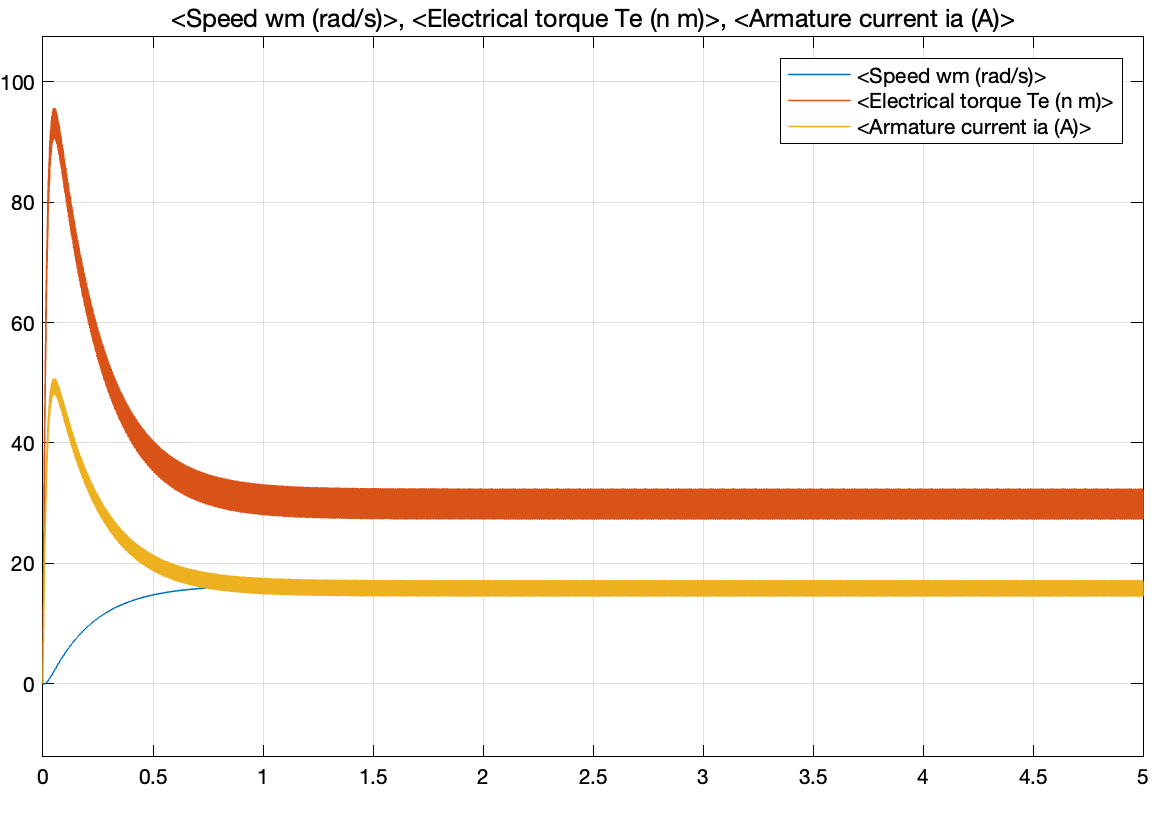 <Speed wm (rad/s)>, <Electrical torque Te (n m)>, <Armature current ia (A)>
<Speed wm (rad/s)>
<Electrical torque Te (n m)>
<Armature current ia (A)>
100
80
60
40
20
0
0 0.5 1 1.5 2 2.5 3 3.5 4 4.5 5